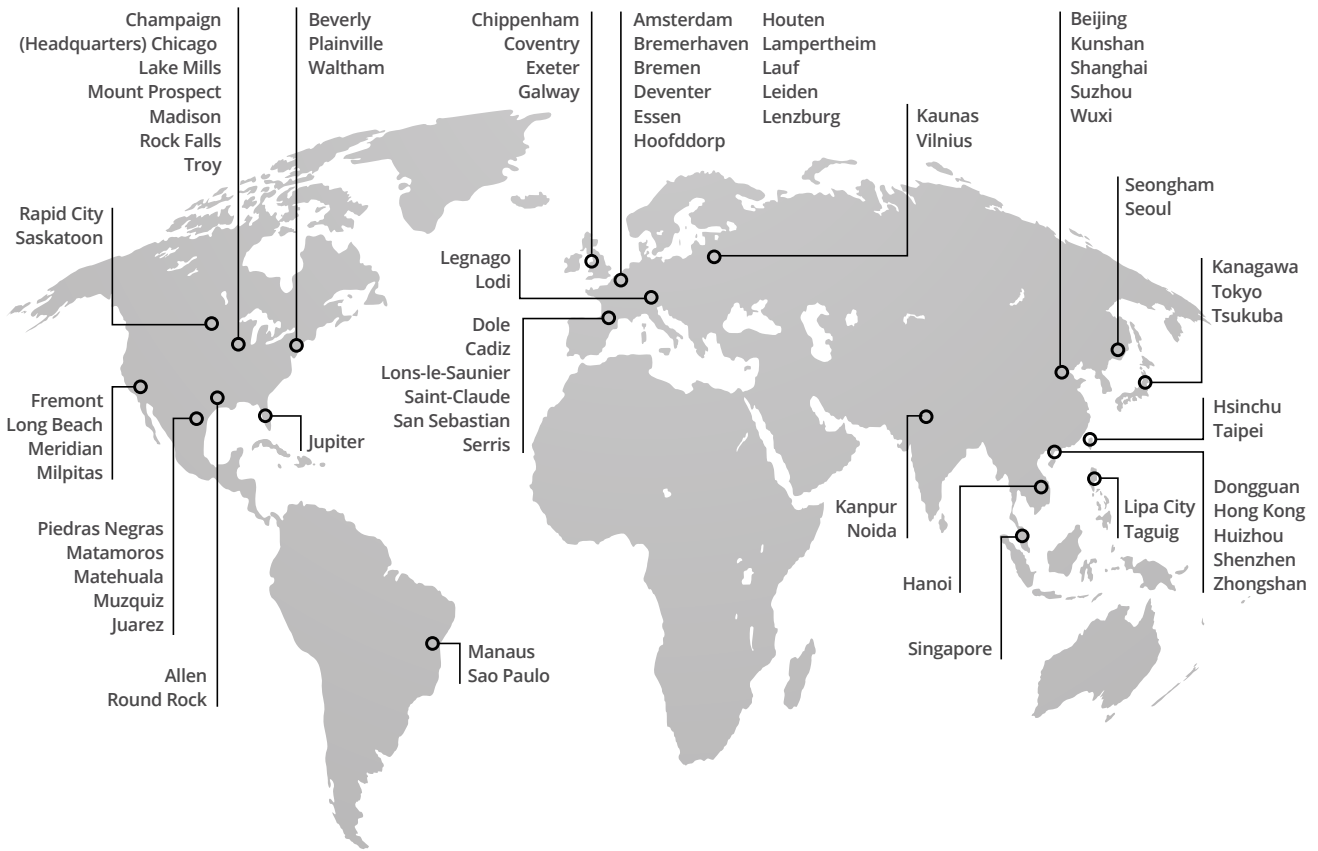 Champaign
(Headquarters) Chicago
Lake Mills
Mount Prospect
Madison
Rock Falls
Troy
Beverly
Plainville
Waltham
Chippenham
Coventry
Exeter
Galway
Amsterdam
Bremerhaven
Bremen
Deventer
Essen
Hoofddorp
Houten
Lampertheim
Lauf
Leiden
Lenzburg
Kaunas
Vilnius
Beijing
Kunshan
Shanghai
Suzhou
Wuxi
Seongham
Seoul
Rapid City
Saskatoon
Legnago
Lodi
Kanagawa
Tokyo
Tsukuba
Dole
Cadiz
Lons-le-Saunier
Saint-Claude
San Sebastian
Serris
Fremont
Long Beach
Meridian
Milpitas
Jupiter
Hsinchu
Taipei
Kanpur
Noida
Lipa City
Taguig
Dongguan
Hong Kong
Huizhou
Shenzhen
Zhongshan
Piedras Negras
Matamoros
Matehuala
Muzquiz
Juarez
Hanoi
Singapore
Manaus
Sao Paulo
Allen
Round Rock